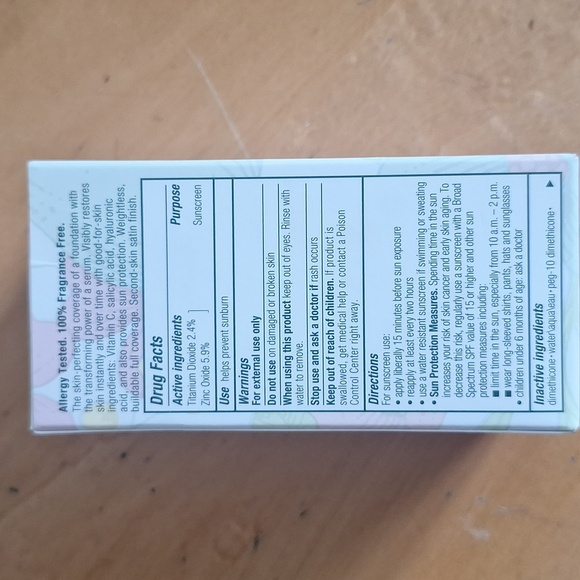 Allergy Tested. 100% Fragrance Free.
The skin-perfecting coverage of a foundation with
the transforming power of a serum. Visibly restores
skin instantly and over time with good-for-skin
ingredients: Vitamin C, salicylic acid, hyaluronic
acid, and also provides sun protection. Weightless,
buildable full coverage. Second-skin satin finish.
Drug Facts
Active ingredients Purpose
Titanium Dioxide 2.4%
Zinc Oxide 5.9% ] Sunscreen
Use helps prevent sunburn
Warnings
For external use only
Do not use on damaged or broken skin
When using this product keep out of eyes. Rinse with
water to remove.
Stop use and ask a doctor if rash occurs
Keep out of reach of children. If product is
swallowed, get medical help or contact a Poison
Control Center right away.
Directions
For sunscreen use:
• apply liberally 15 minutes before sun exposure
• reapply at least every two hours
• use a water resistant sunscreen if swimming or sweating
• Sun Protection Measures. Spending time in the sun
increases your risk of skin cancer and early skin aging. To
decrease this risk, regularly use a sunscreen with a Broad
Spectrum SPF value of 15 or higher and other sun
protection measures including:
■ limit time in the sun, especially from 10 a.m. – 2 p.m.
■ wear long-sleeved shirts, pants, hats and sunglasses
• children under 6 months of age: ask a doctor
Inactive ingredients
dimethicone•water\aqua\eau•peg-10 dimethicone•